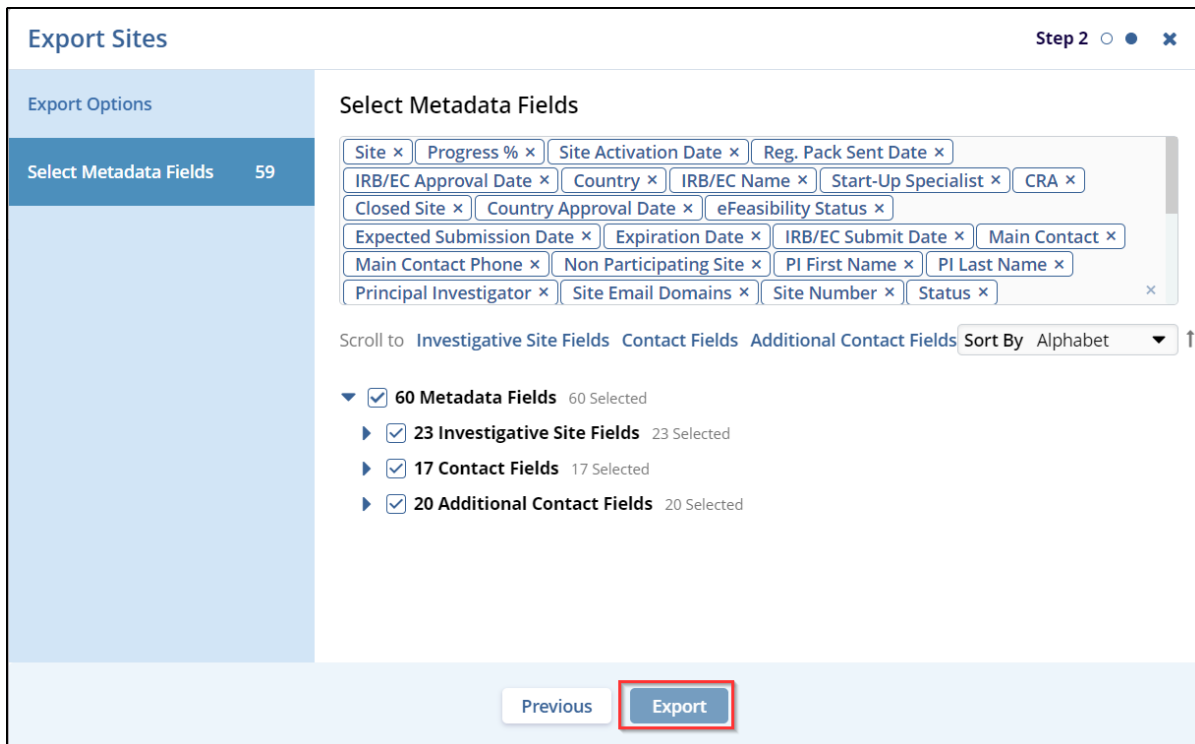 Export Sites
Step 2
Export Options
Select Metadata Fields 59
Select Metadata Fields
Site × Progress % × Site Activation Date × Reg. Pack Sent Date ×
IRB/EC Approval Date × Country × IRB/EC Name × Start-Up Specialist × CRA ×
Closed Site × Country Approval Date × eFeasibility Status ×
Expected Submission Date × Expiration Date × IRB/EC Submit Date × Main Contact ×
Main Contact Phone × Non Participating Site × PI First Name × PI Last Name ×
Principal Investigator × Site Email Domains × Site Number × Status ×
Scroll to Investigative Site Fields Contact Fields Additional Contact Fields Sort By Alphabet
60 Metadata Fields 60 Selected
23 Investigative Site Fields 23 Selected
17 Contact Fields 17 Selected
20 Additional Contact Fields 20 Selected
Previous Export